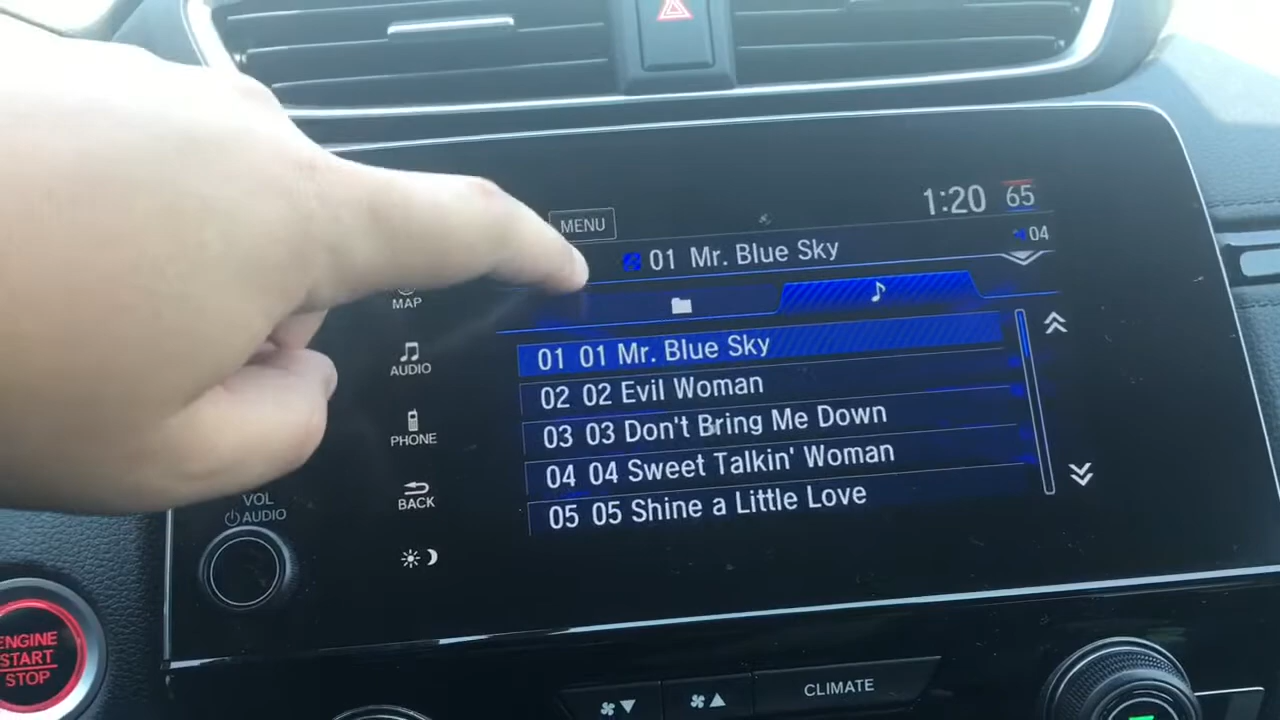 MENU
1:20 65
01 Mr. Blue Sky
04
MAP
AUDIO
PHONE
BACK
01 01 Mr. Blue Sky
02 02 Evil Woman
03 03 Don't Bring Me Down
04 04 Sweet Talkin' Woman
05 05 Shine a Little Love
VOL
AUDIO
ENGINE
START
STOP
CLIMATE